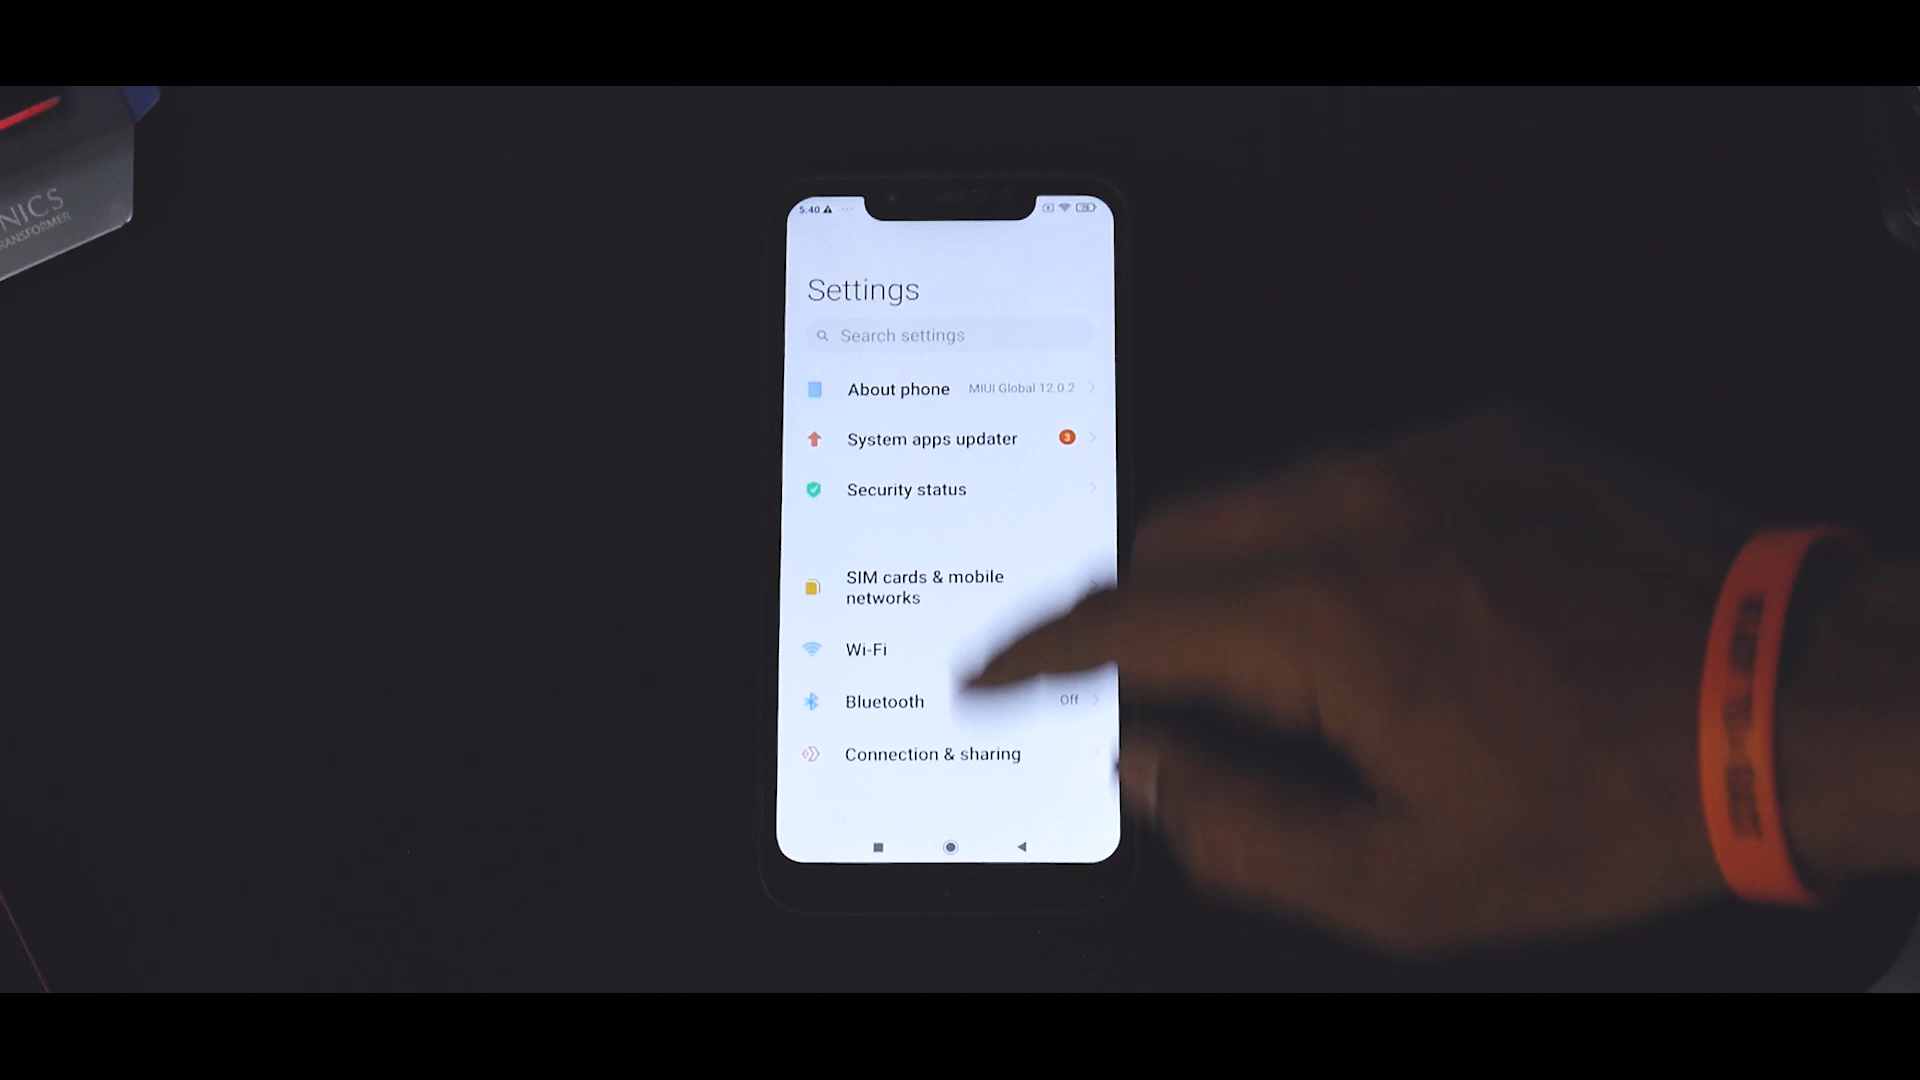 NICS
RANSFORMER
5:40
78
Settings
Search settings
About phone MIUI Global 12.0.2
System apps updater 3
Security status
SIM cards & mobile
networks
Wi-Fi
Bluetooth Off
Connection & sharing